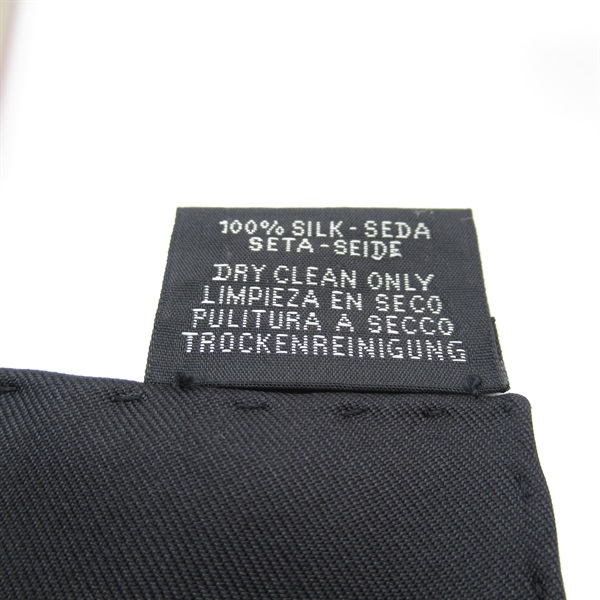 100% SILK-SEDA
SETA-SEIDE
DRY CLEAN ONLY
LIMPIEZA EN SECO
PULITURA A SECCO
TROCKENREINIGUNG